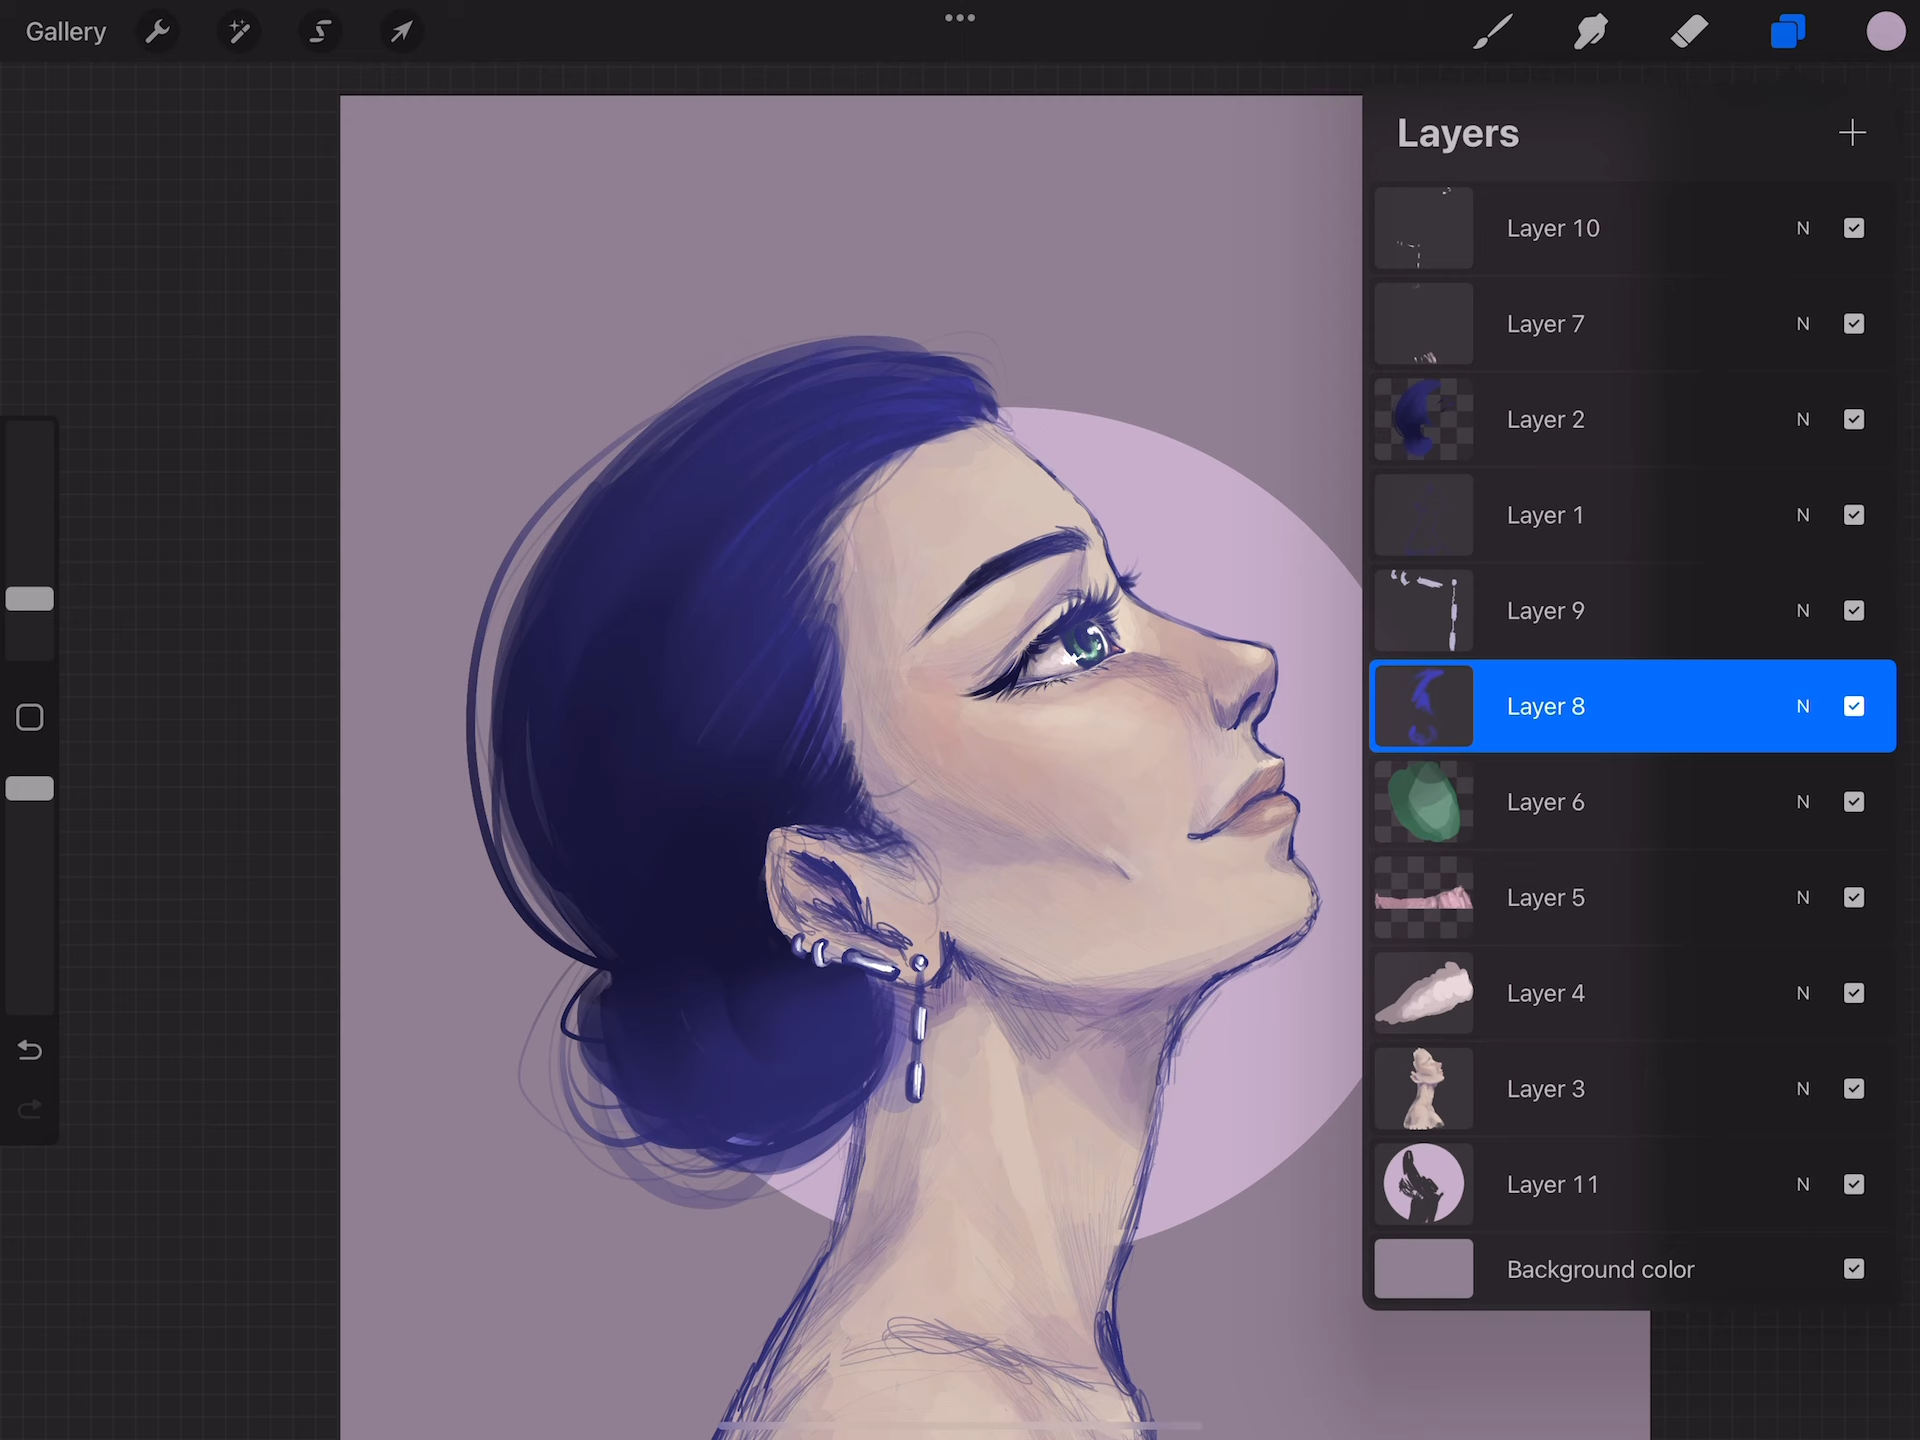 Gallery
Layers
Layer 10 N
Layer 7 N
Layer 2 N
Layer 1 N
Layer 9 N
Layer 8 N
Layer 6 N
Layer 5 N
Layer 4 N
Layer 3 N
Layer 11 N
Background color